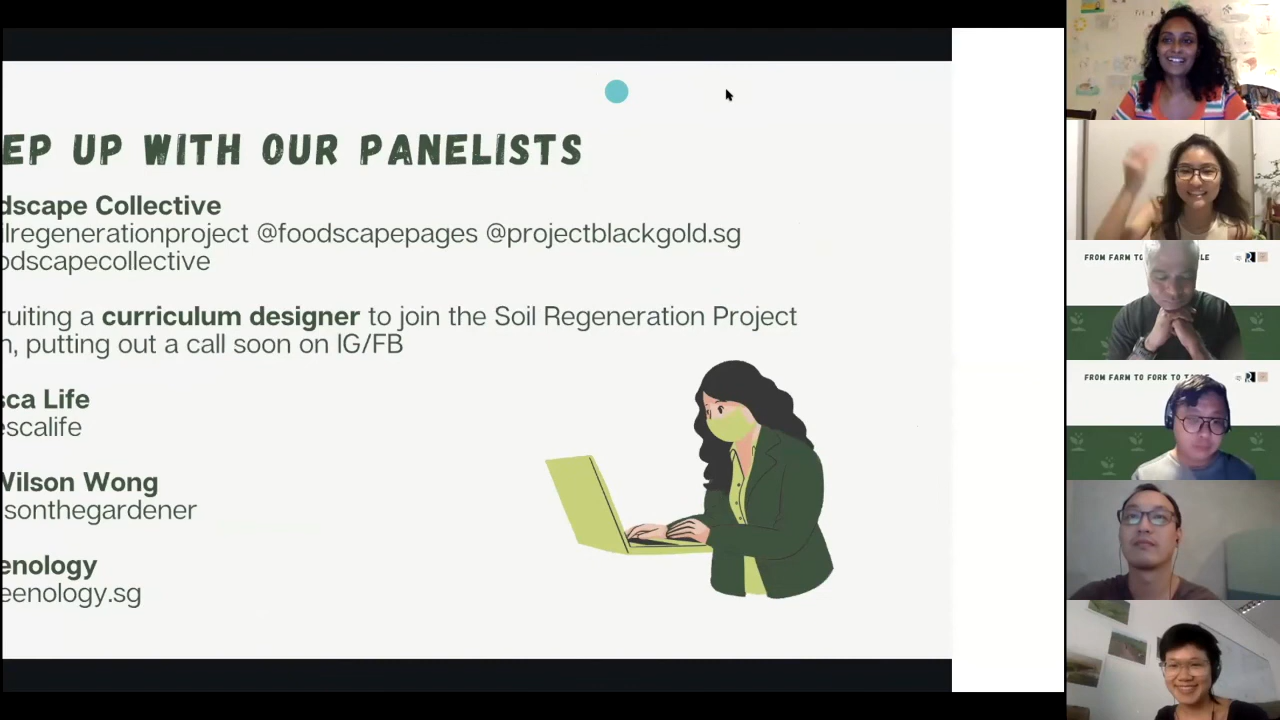 EP UP WITH OUR PANELISTS
dscape Collective
ilregenerationproject @foodscapepages @projectblackgold.sg
odscapecollective
ruiting a curriculum designer to join the Soil Regeneration Project
n, putting out a call soon on IG/FB
sca Life
escalife
Wilson Wong
sonthegardener
enology
eenology.sg
FROM FARM TO
LE
FROM FARM TO FORK TO TA